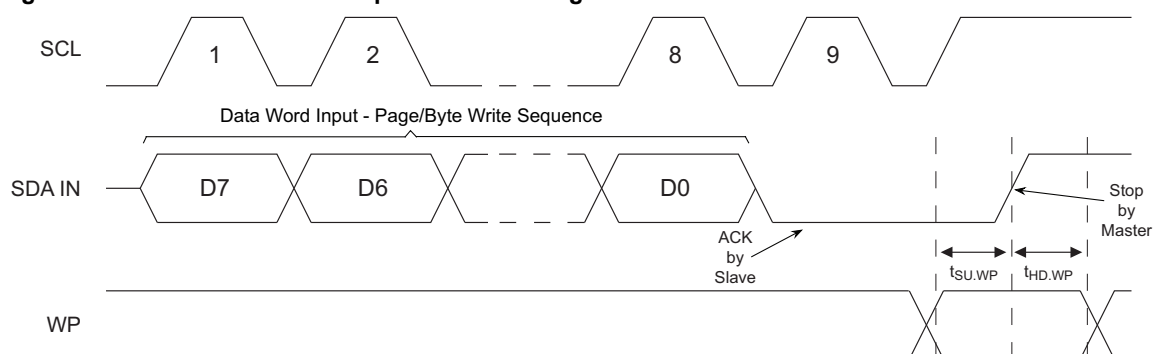 SCL
1
2
8
9
Data Word Input - Page/Byte Write Sequence
SDA IN
D7
D6
D0
ACK
by
Slave
Stop
by
Master
tSU.WP
tHD.WP
WP